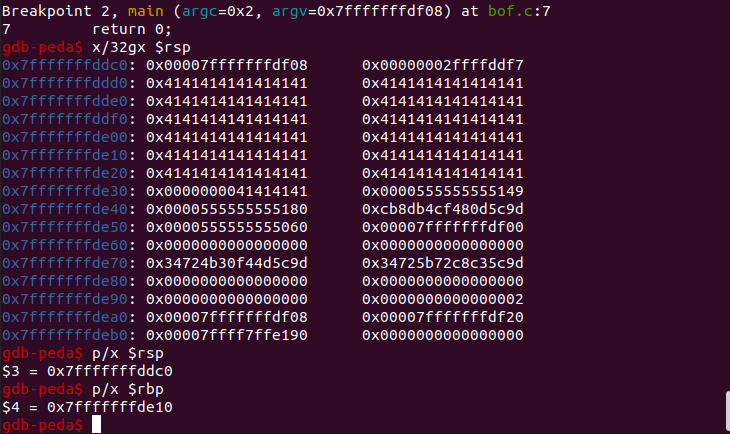 Breakpoint 2, main (argc=0x2, argv=0x7fffffffdf08) at bof.c:7
7 return 0;
gdb-peda$ x/32gx $rsp
0x7fffffffddc0: 0x00007fffffffdf08 0x00000002ffffddf7
0x7fffffffddd0: 0x4141414141414141 0x4141414141414141
0x7fffffffdde0: 0x4141414141414141 0x4141414141414141
0x7fffffffddf0: 0x4141414141414141 0x4141414141414141
0x7fffffffde00: 0x4141414141414141 0x4141414141414141
0x7fffffffde10: 0x4141414141414141 0x4141414141414141
0x7fffffffde20: 0x4141414141414141 0x4141414141414141
0x7fffffffde30: 0x0000000041414141 0x0000555555555149
0x7fffffffde40: 0x0000555555555180 0xcb8db4cf480d5c9d
0x7fffffffde50: 0x0000555555555060 0x00007fffffffdf00
0x7fffffffde60: 0x0000000000000000 0x0000000000000000
0x7fffffffde70: 0x34724b30f44d5c9d 0x34725b72c8c35c9d
0x7fffffffde80: 0x0000000000000000 0x0000000000000000
0x7fffffffde90: 0x0000000000000000 0x0000000000000002
0x7fffffffdea0: 0x00007fffffffdf08 0x00007fffffffdf20
0x7fffffffdeb0: 0x00007ffff7ffe190 0x0000000000000000
gdb-peda$ p/x $rsp
$3 = 0x7fffffffddc0
gdb-peda$ p/x $rbp
$4 = 0x7fffffffde10
gdb-peda$